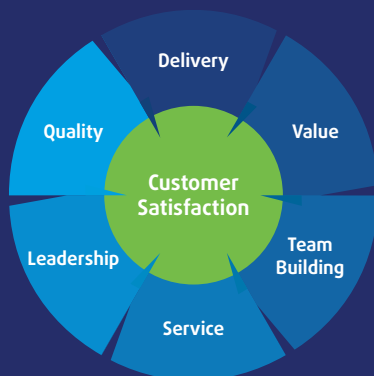 Delivery
Value
Team
Building
Service
Leadership
Quality
Customer
Satisfaction